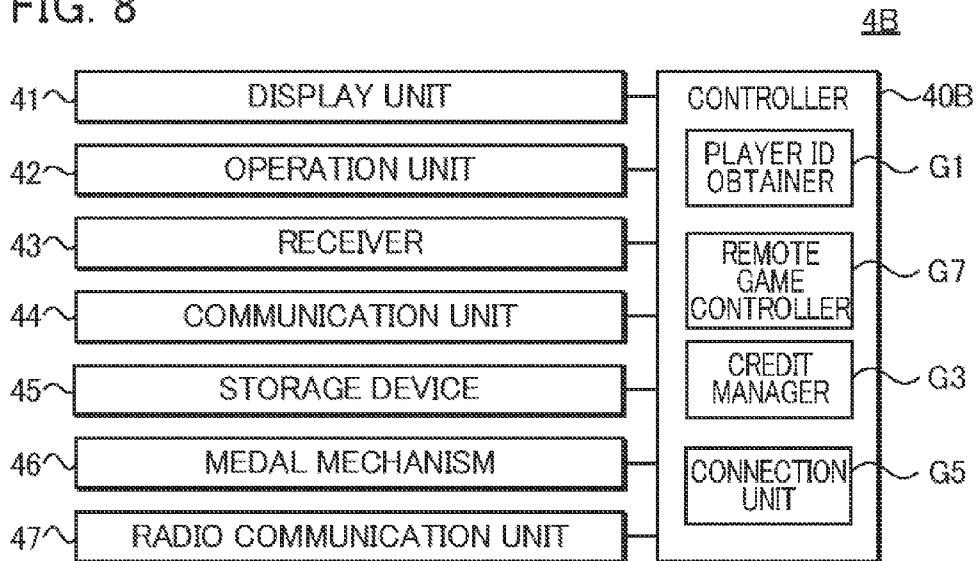 FIG. 8
4B
41 DISPLAY UNIT
42 OPERATION UNIT
43 RECEIVER
44 COMMUNICATION UNIT
45 STORAGE DEVICE
46 MEDAL MECHANISM
47 RADIO COMMUNICATION UNIT
CONTROLLER 40B
PLAYER ID
OBTAINER
G1
REMOTE
GAME
CONTROLLER
G7
CREDIT
MANAGER
G3
CONNECTION
UNIT
G5